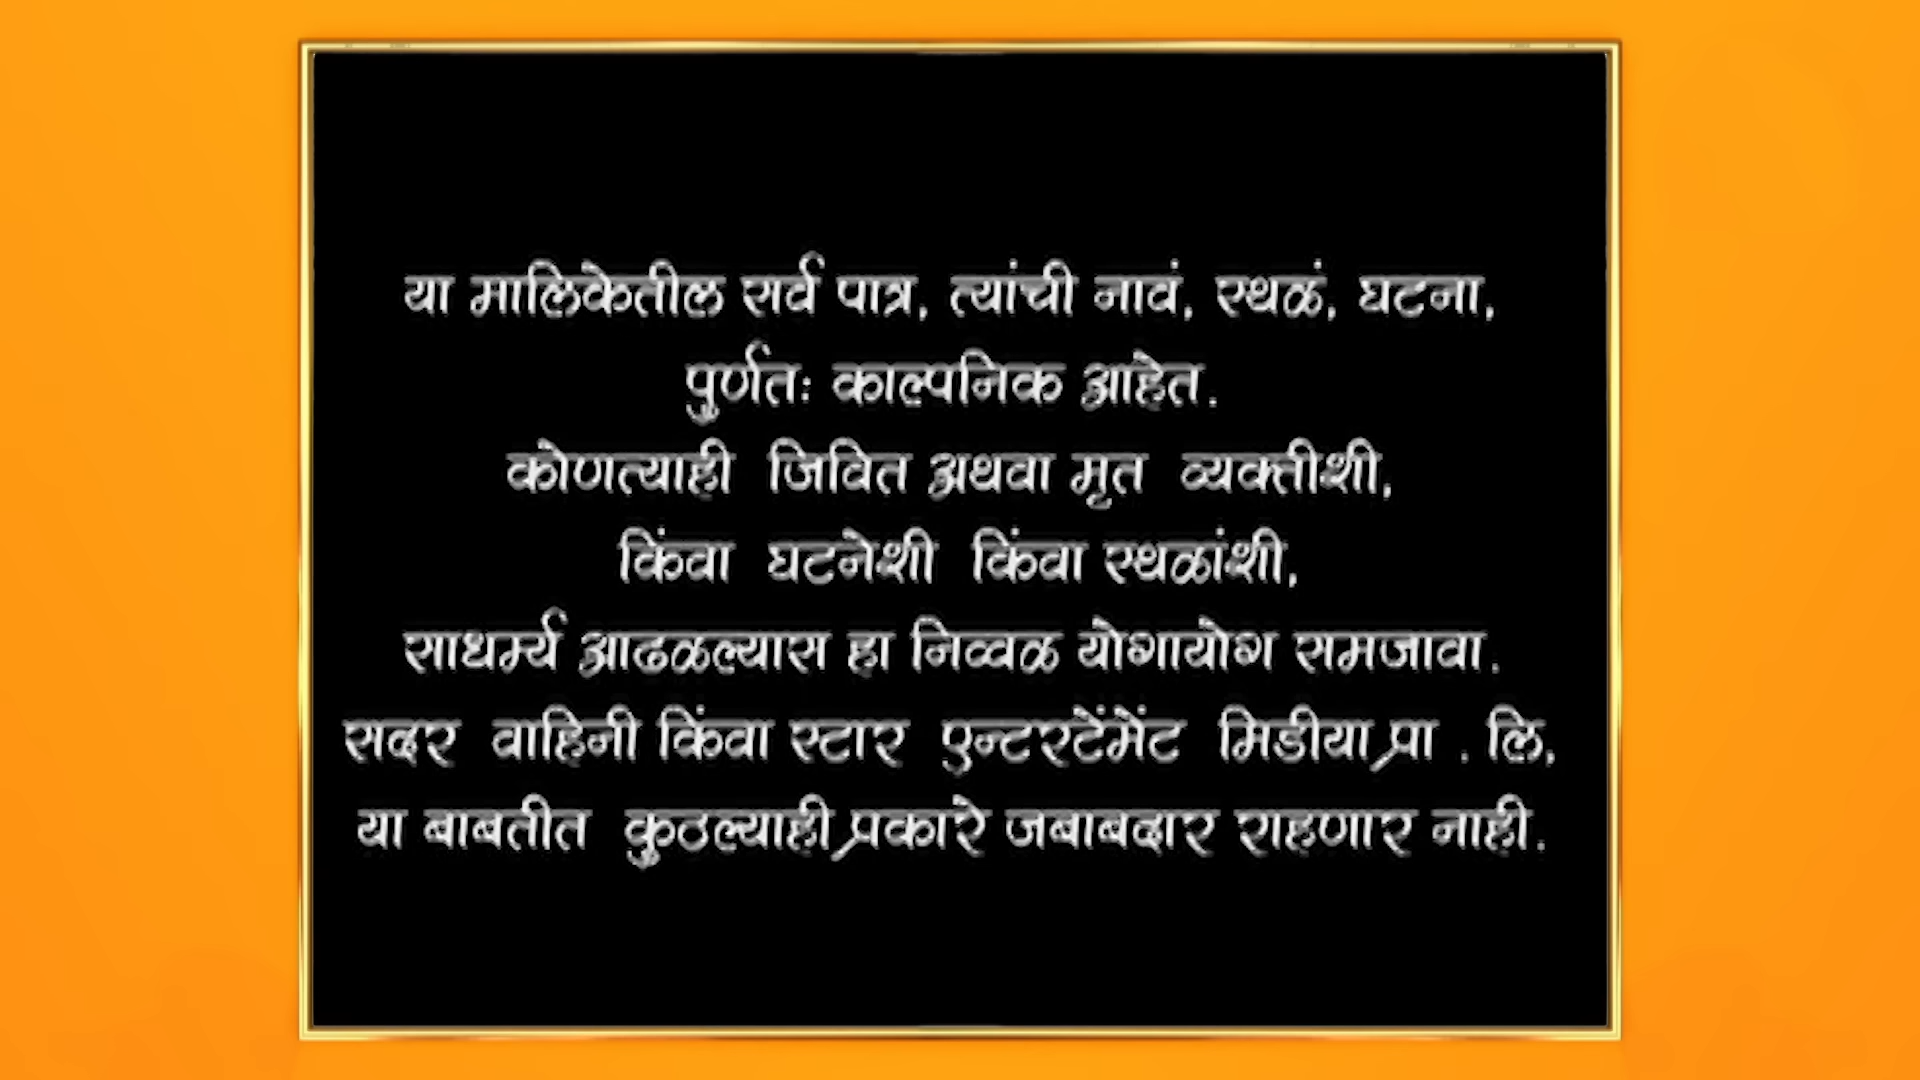 या मालिकेतील सर्व पात्र, त्यांची नावं, स्थळं, घटना,
पुर्णतः काल्पनिक आहेत.
कोणत्याही जिवित अथवा मृत व्यक्तीशी,
किंवा घटनेशी किंवा स्थळांशी,
साधर्म्य आढळल्यास हा निव्वळ योगायोग समजावा.
सदर वाहिनी किंवा स्टार एन्टरटेंमेंट मिडीया प्रा . लि,
या बाबतीत कुठल्याही प्रकारे जबाबदार राहणार नाही.